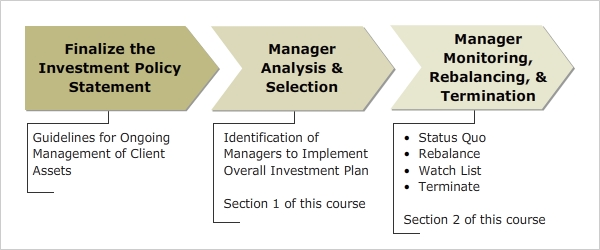 Finalize the
Investment Policy
Statement
Manager
Analysis &
Selection
Manager
Monitoring,
Rebalancing, &
Termination
Guidelines for Ongoing
Management of Client
Assets
Identification of
Managers to Implement
Overall Investment Plan
Section 1 of this course
• Status Quo
• Rebalance
• Watch List
• Terminate
Section 2 of this course